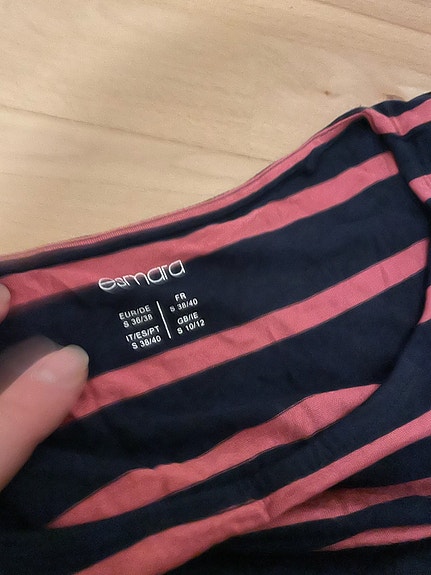 esmara
EUR/DE
S 36/38
FR
S 38/40
IT/ES/PT
S 38/40
GB/IE
S 10/12